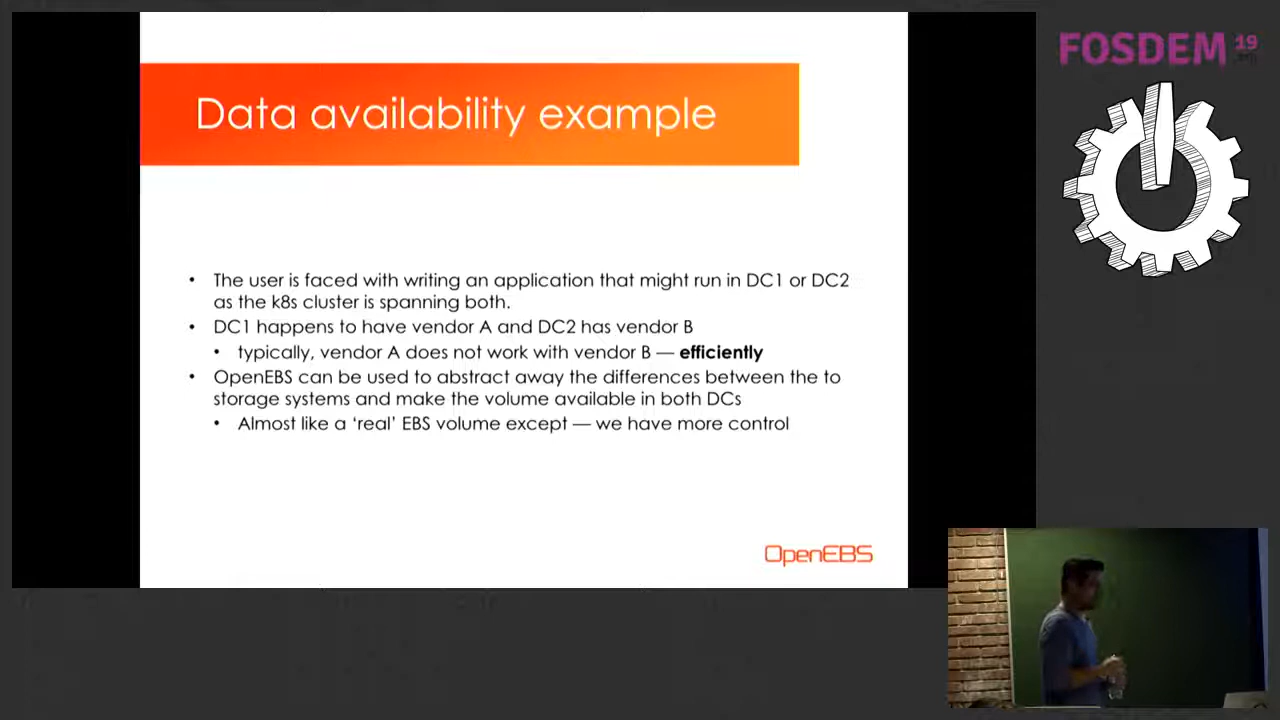 FOSDEM 19
.org
Data availability example
• The user is faced with writing an application that might run in DC1 or DC2
as the k8s cluster is spanning both.
• DC1 happens to have vendor A and DC2 has vendor B
• typically, vendor A does not work with vendor B — efficiently
• OpenEBS can be used to abstract away the differences between the to
storage systems and make the volume available in both DCs
• Almost like a ‘real’ EBS volume except — we have more control
OpenEBS